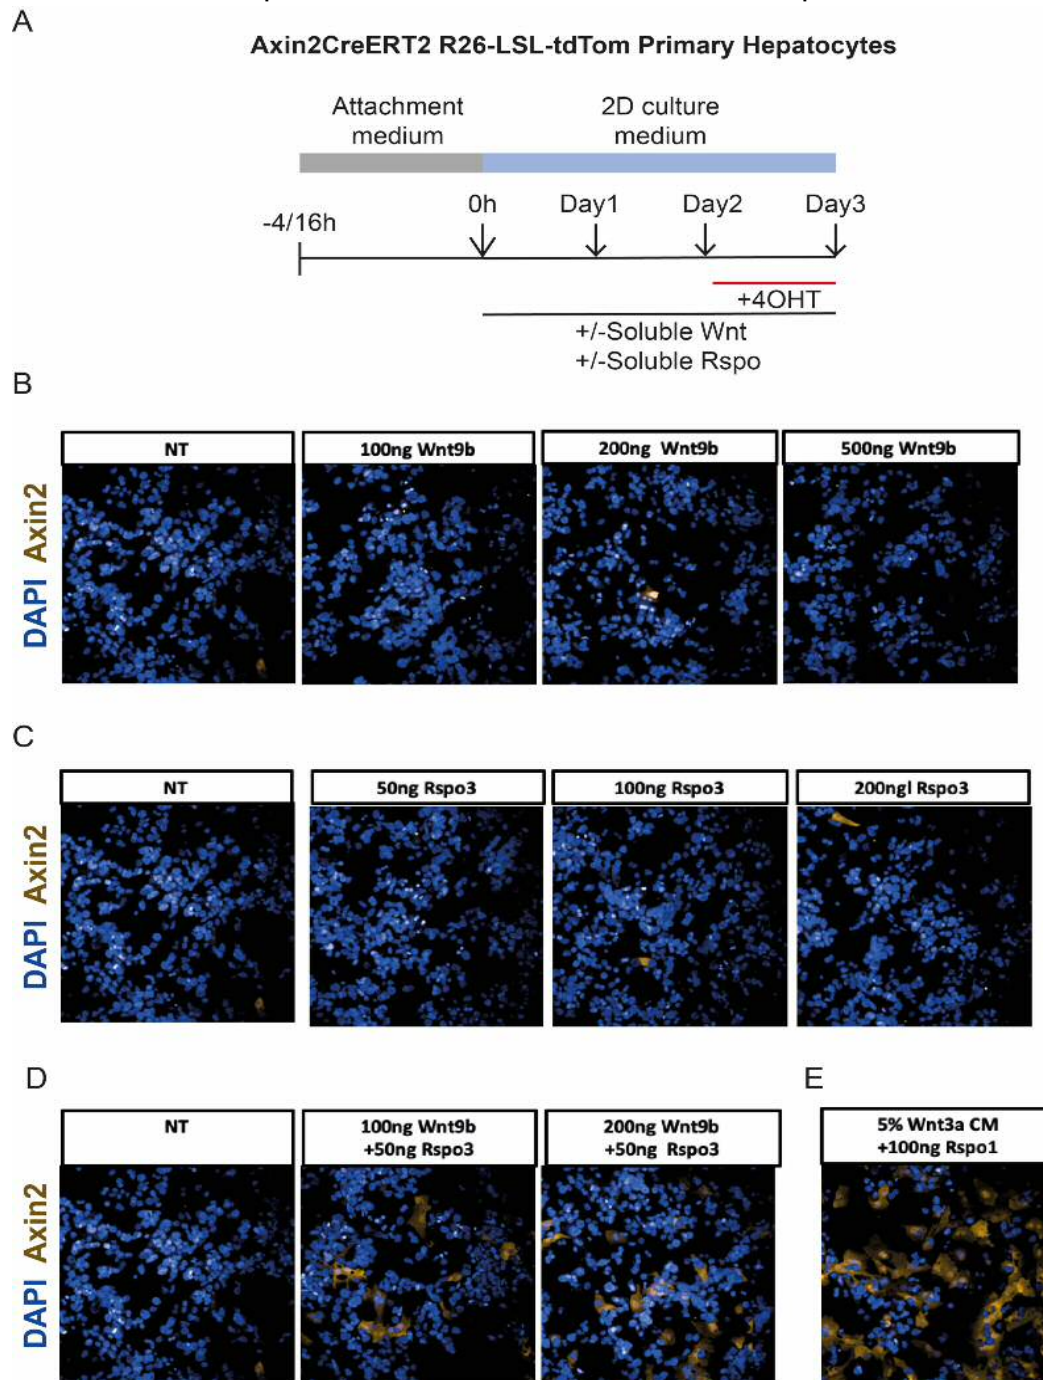 A
Axin2CreERT2 R26-LSL-tdTom Primary Hepatocytes
Attachment
medium
2D culture
medium
-4/16h
0h
Day1
Day2
Day3
+4OHT
+/-Soluble Wnt
+/-Soluble Rspo
B
DAPI Axin2
NT
100ng Wnt9b
200ng Wnt9b
500ng Wnt9b
C
DAPI Axin2
NT
50ng Rspo3
100ng Rspo3
200ngl Rspo3
D
DAPI Axin2
NT
100ng Wnt9b
+50ng Rspo3
200ng Wnt9b
+50ng Rspo3
E
5% Wnt3a CM
+100ng Rspo1